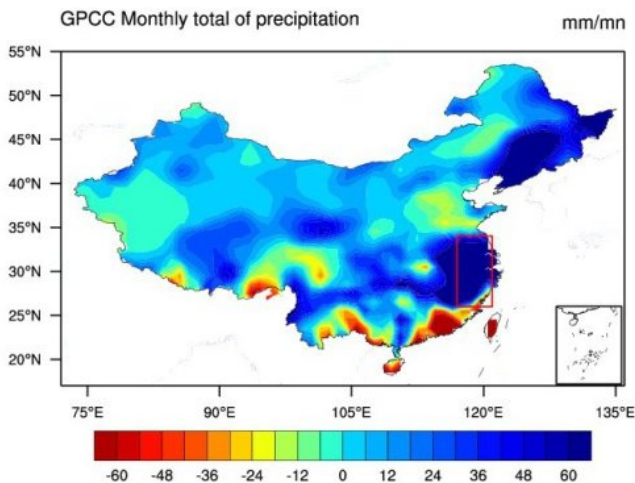 GPCC Monthly total of precipitation mm/mn
55°N
50°N
45°N
40°N
35°N
30°N
25°N
20°N
75°E 90°E 105°E 120°E 135°E
-60 -48 -36 -24 -12 0 12 24 36 48 60